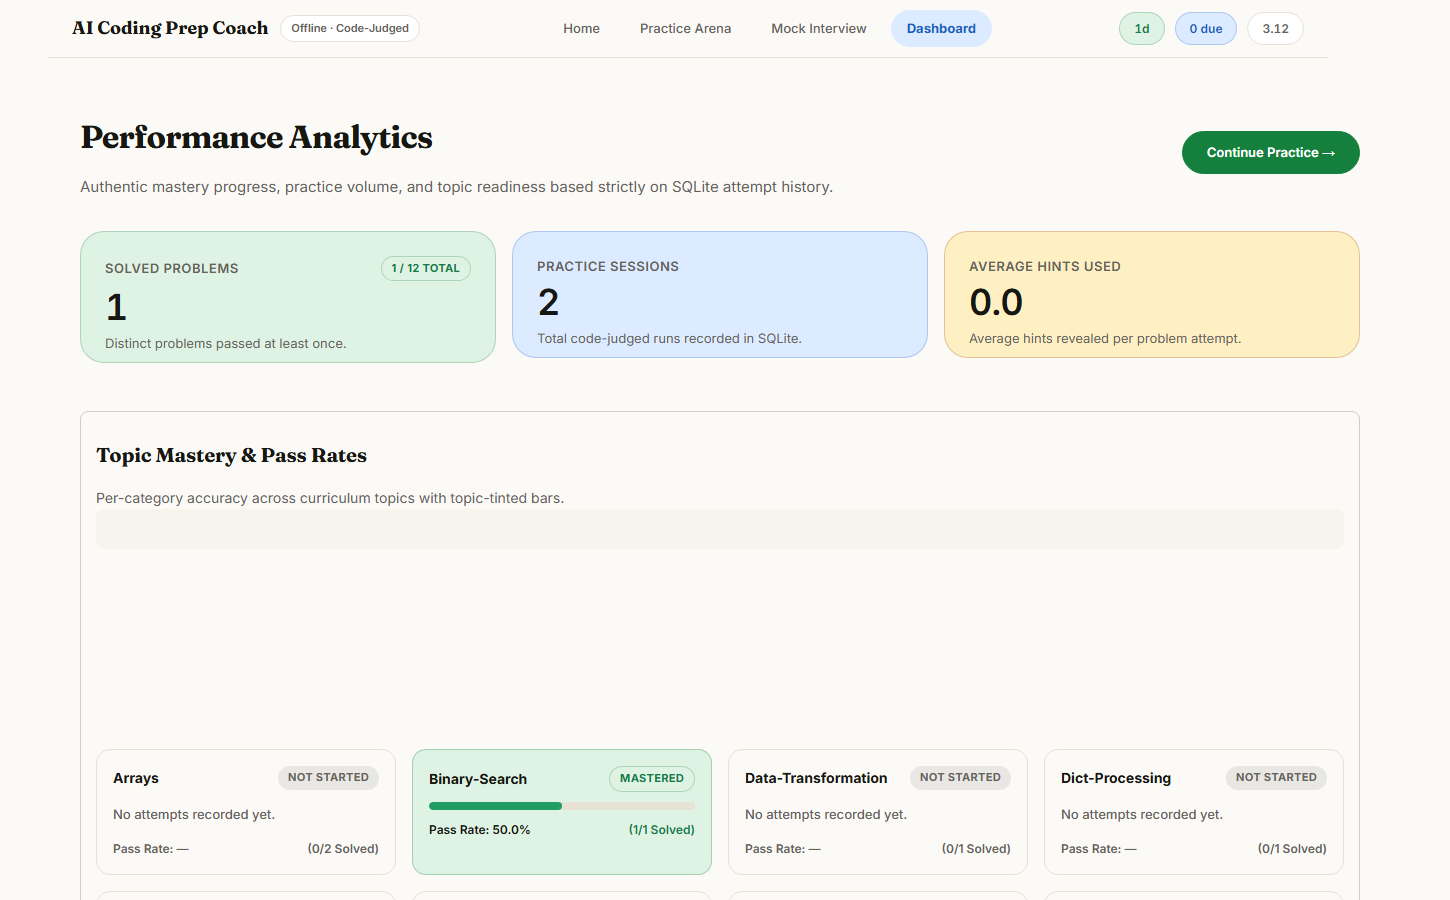 AI Coding Prep Coach
Offline · Code-Judged
Home
Practice Arena
Mock Interview
Dashboard
1d
0 due
3.12
Performance Analytics
Continue Practice →
Authentic mastery progress, practice volume, and topic readiness based strictly on SQLite attempt history.
SOLVED PROBLEMS
1 / 12 TOTAL
1
Distinct problems passed at least once.
PRACTICE SESSIONS
2
Total code-judged runs recorded in SQLite.
AVERAGE HINTS USED
0.0
Average hints revealed per problem attempt.
Topic Mastery & Pass Rates
Per-category accuracy across curriculum topics with topic-tinted bars.
Arrays
NOT STARTED
No attempts recorded yet.
Pass Rate: —
(0/2 Solved)
Binary-Search
MASTERED
Pass Rate: 50.0%
(1/1 Solved)
Data-Transformation
NOT STARTED
No attempts recorded yet.
Pass Rate: —
(0/1 Solved)
Dict-Processing
NOT STARTED
No attempts recorded yet.
Pass Rate: —
(0/1 Solved)